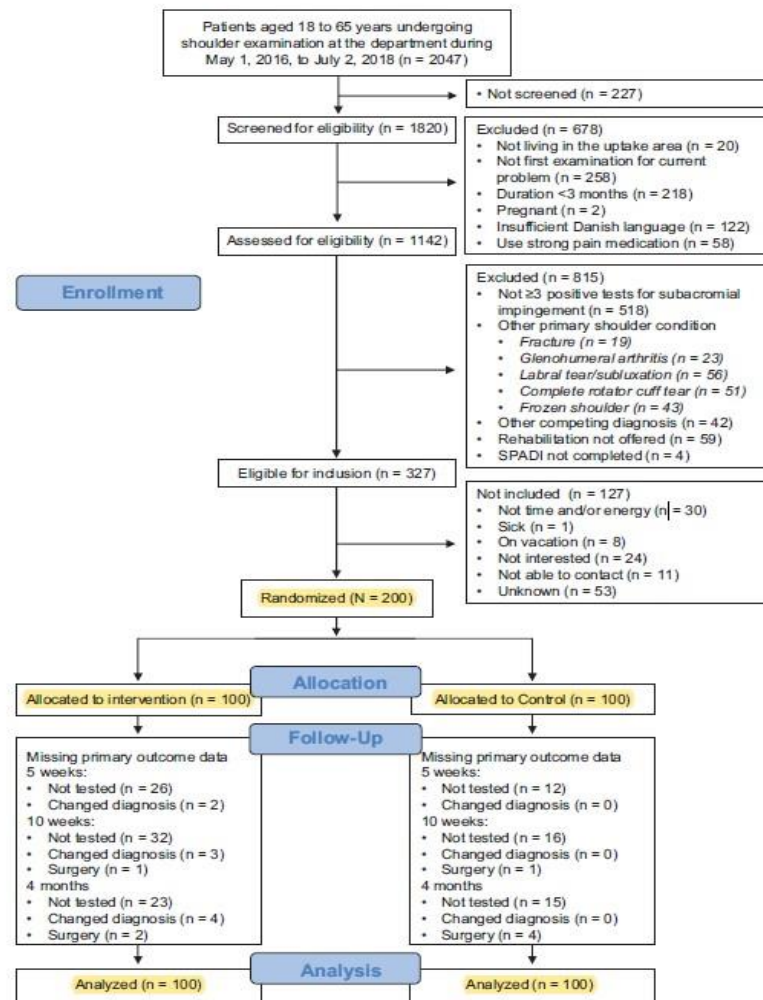 Patients aged 18 to 65 years undergoing
shoulder examination at the department during
May 1, 2016, to July 2, 2018 (n = 2047)
• Not screened (n = 227)
Screened for eligibility (n = 1820)
Excluded (n = 678)
• Not living in the uptake area (n = 20)
• Not first examination for current
problem (n = 258)
• Duration <3 months (n = 218)
• Pregnant (n = 2)
• Insufficient Danish language (n = 122)
• Use strong pain medication (n = 58)
Assessed for eligibility (n = 1142)
Enrollment
Excluded (n = 815)
• Not ≥3 positive tests for subacromial
impingement (n = 518)
• Other primary shoulder condition
• Fracture (n = 19)
• Glenohumeral arthritis (n = 23)
• Labral tear/subluxation (n = 56)
• Complete rotator cuff tear (n = 51)
• Frozen shoulder (n = 43)
• Other competing diagnosis (n = 42)
• Rehabilitation not offered (n = 59)
• SPADI not completed (n = 4)
Eligible for inclusion (n = 327)
Not included (n = 127)
• Not time and/or energy (n = 30)
• Sick (n = 1)
• On vacation (n = 8)
• Not interested (n = 24)
• Not able to contact (n = 11)
• Unknown (n = 53)
Randomized (N = 200)
Allocation
Allocated to intervention (n = 100)
Allocated to Control (n = 100)
Follow-Up
Missing primary outcome data
5 weeks:
• Not tested (n = 26)
• Changed diagnosis (n = 2)
10 weeks:
• Not tested (n = 32)
• Changed diagnosis (n = 3)
• Surgery (n = 1)
4 months
• Not tested (n = 23)
• Changed diagnosis (n = 4)
• Surgery (n = 2)
Missing primary outcome data
5 weeks:
• Not tested (n = 12)
• Changed diagnosis (n = 0)
10 weeks:
• Not tested (n = 16)
• Changed diagnosis (n = 0)
• Surgery (n = 1)
4 months
• Not tested (n = 15)
• Changed diagnosis (n = 0)
• Surgery (n = 4)
Analysis
Analyzed (n = 100)
Analyzed (n = 100)